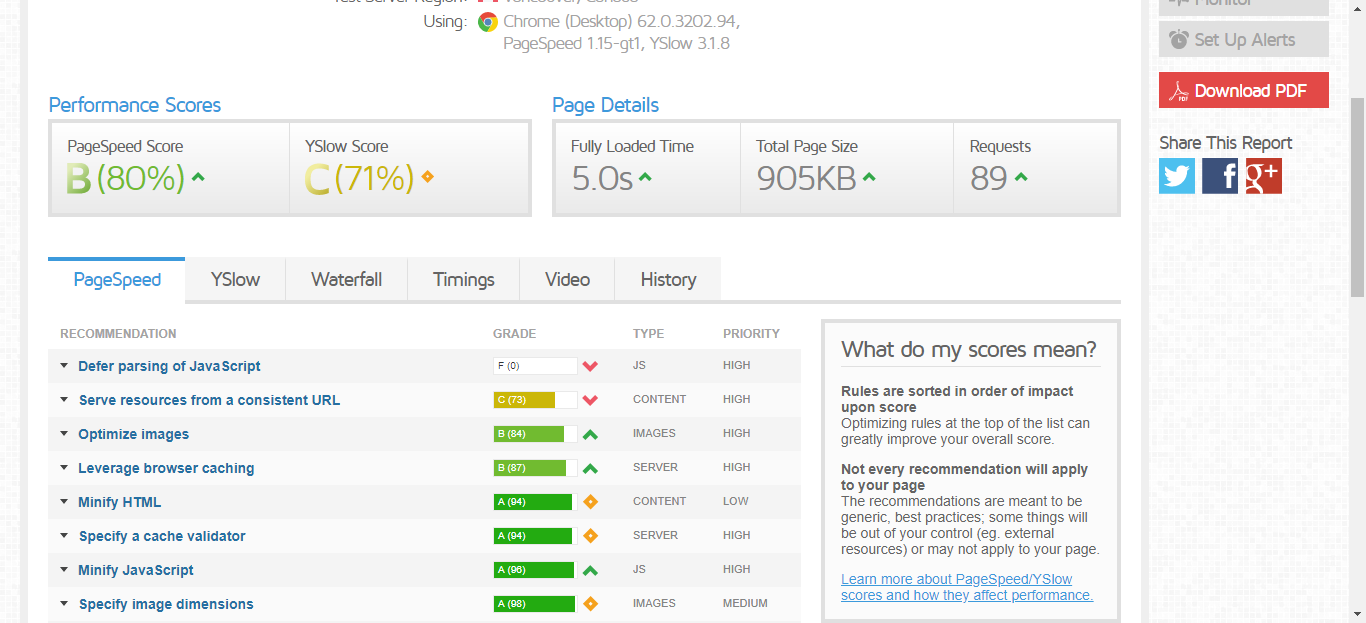 Test Server Region:
Vancouver, Canada
Using: Chrome (Desktop) 62.0.3202.94,
PageSpeed 1.15-gt1, YSlow 3.1.8
Monitor
Set Up Alerts
PDF Download PDF
Share This Report
Performance Scores
PageSpeed Score
B (80%)
YSlow Score
C (71%)
Page Details
Fully Loaded Time
5.0s
Total Page Size
905KB
Requests
89
PageSpeed YSlow Waterfall Timings Video History
RECOMMENDATION GRADE TYPE PRIORITY
Defer parsing of JavaScript F (0) JS HIGH
Serve resources from a consistent URL C (73) CONTENT HIGH
Optimize images B (84) IMAGES HIGH
Leverage browser caching B (87) SERVER HIGH
Minify HTML A (94) CONTENT LOW
Specify a cache validator A (94) SERVER HIGH
Minify JavaScript A (96) JS HIGH
Specify image dimensions A (98) IMAGES MEDIUM
What do my scores mean?
Rules are sorted in order of impact
upon score
Optimizing rules at the top of the list can
greatly improve your overall score.
Not every recommendation will apply
to your page
The recommendations are meant to be
generic, best practices; some things will
be out of your control (eg. external
resources) or may not apply to your page.
Learn more about PageSpeed/YSlow
scores and how they affect performance.